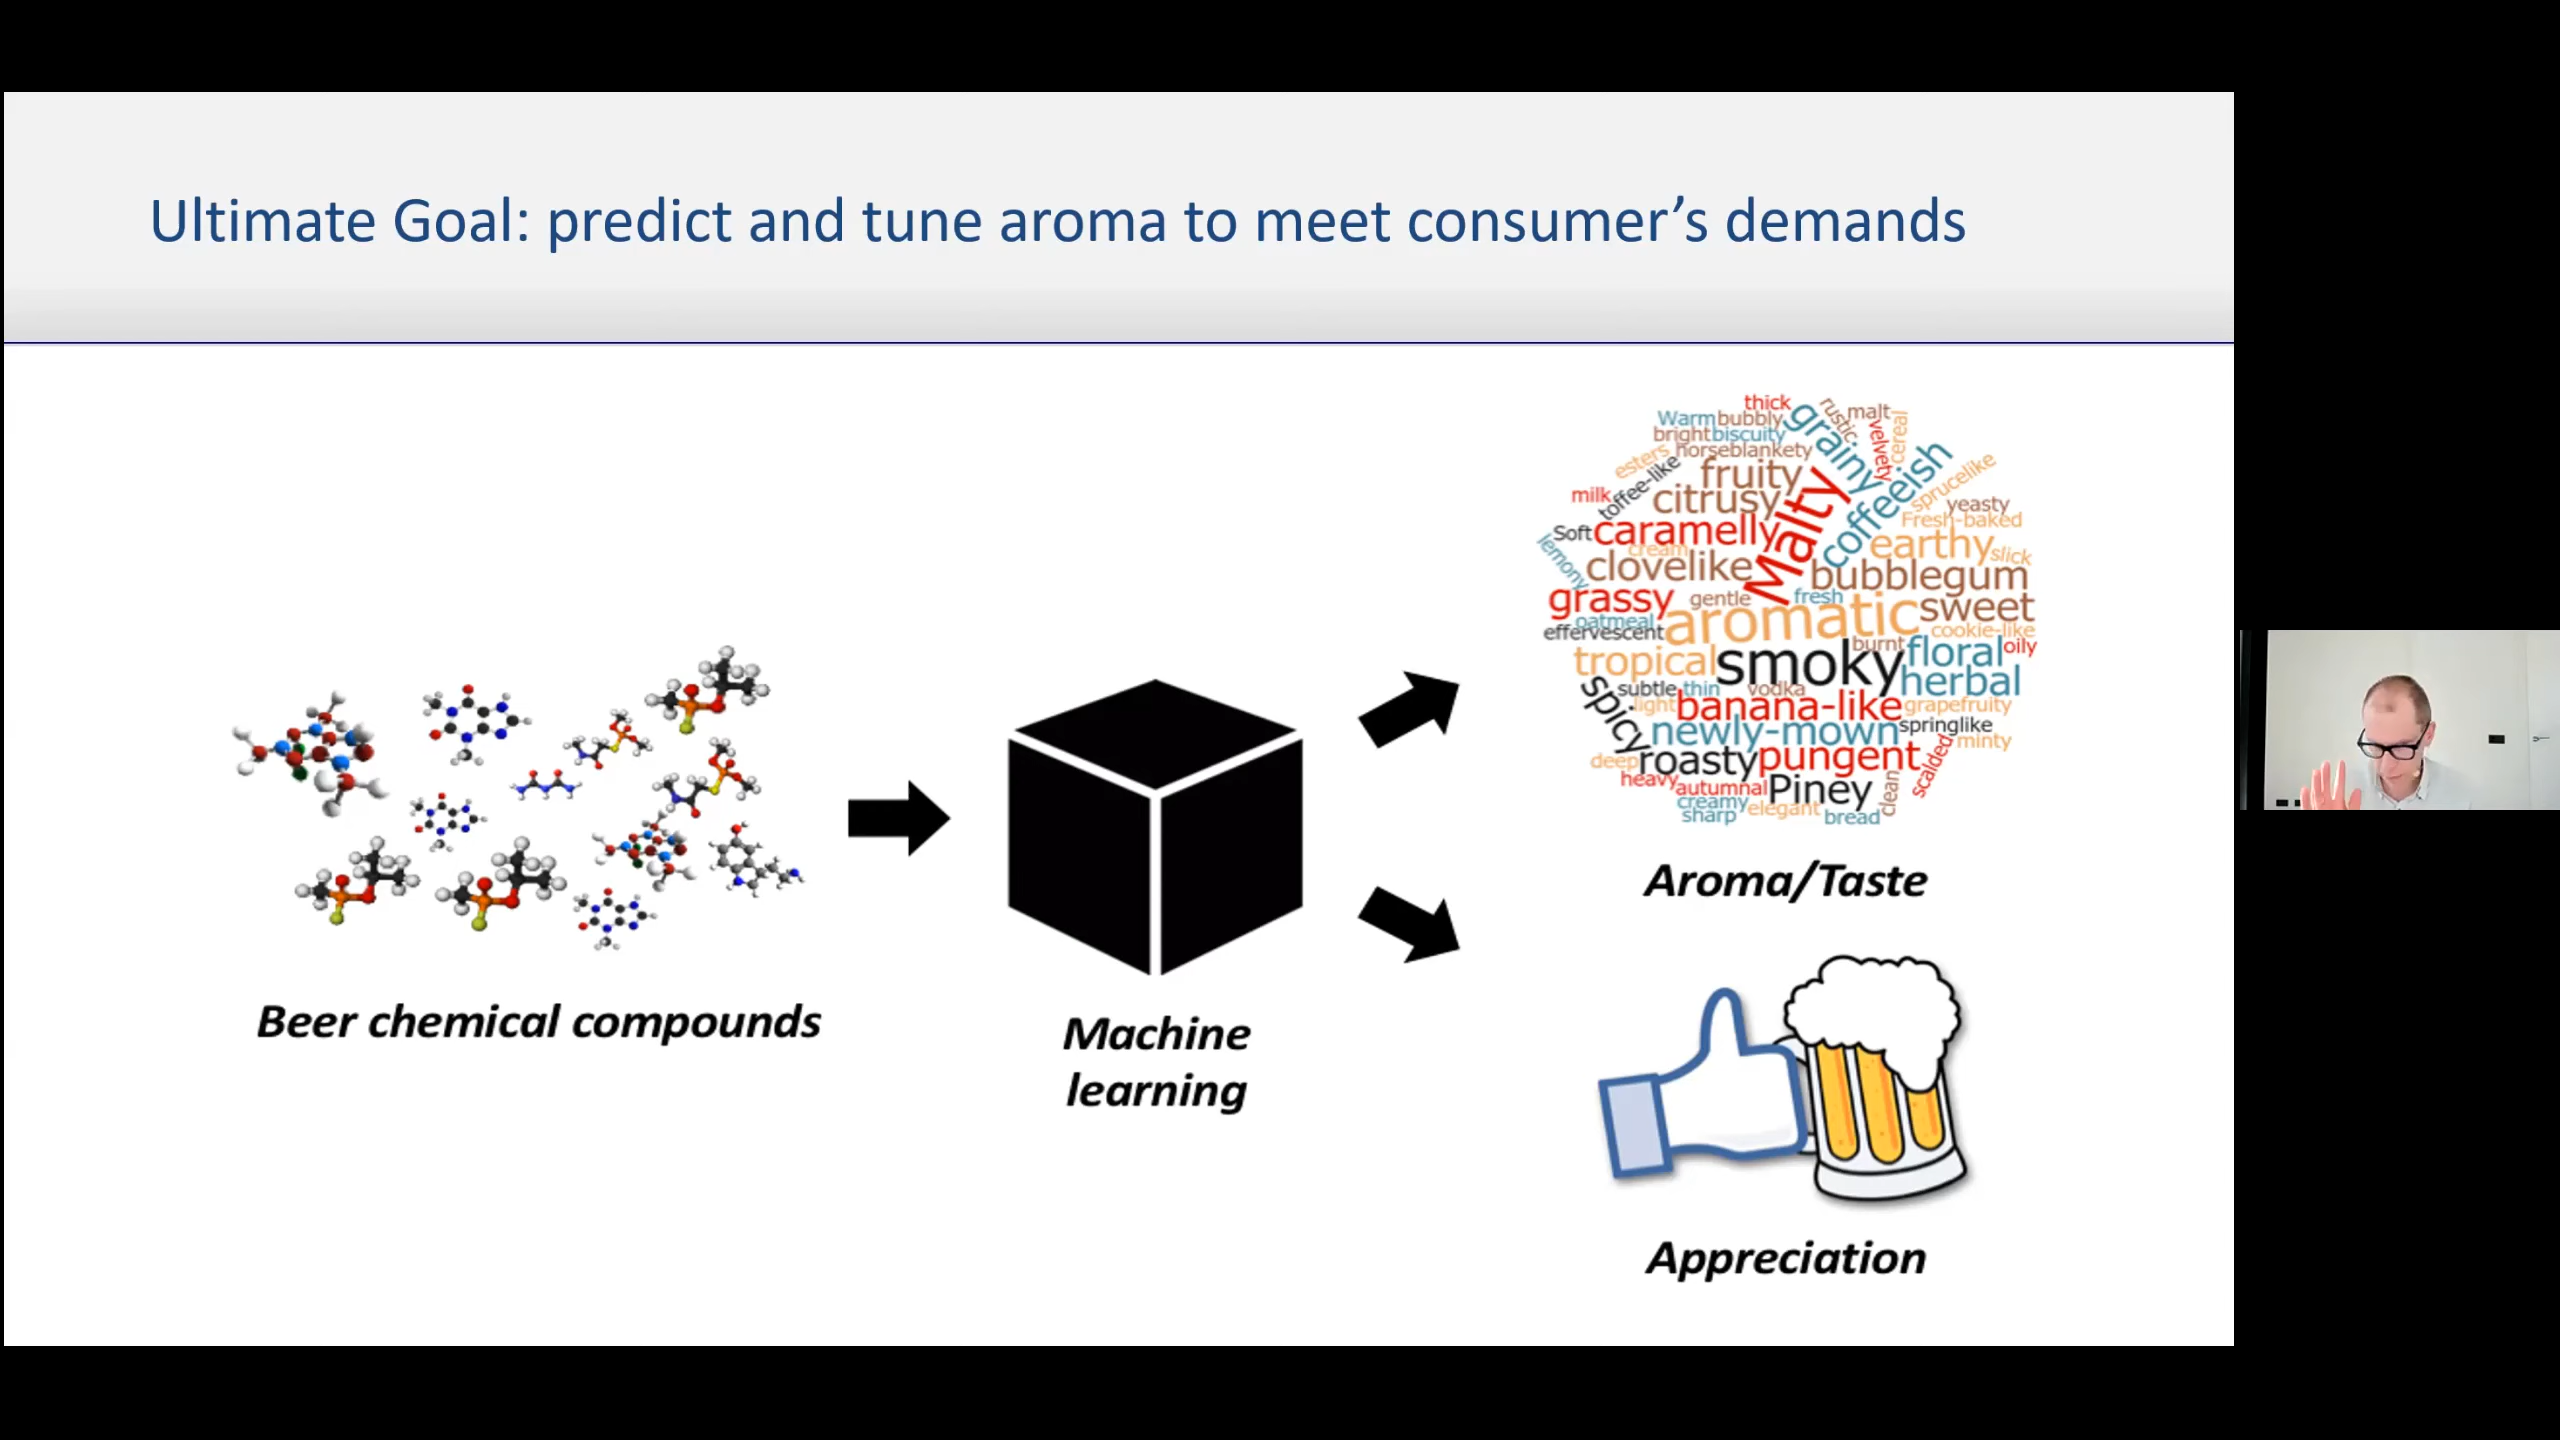 Ultimate Goal: predict and tune aroma to meet consumer’s demands
thick
rustic
malt
Warm
bubbly
grainy
velvety
cereal
bright
biscuity
horseblankety
esters
toffee-like
fruity
coffeeish
sprucelike
milk
citrusy
Malty
yeasty
Fresh-baked
Soft
caramelly
lemony
cream
earthy
slick
clovelike
bubblegum
grassy
gentle
fresh
oatmeal
aromatic
sweet
effervescent
cookie-like
burnt
tropical
smoky
floral
oily
herbal
spicy
subtle
thin
vodka
light
banana-like
grapefruity
newly-mown
springlike
minty
deep
roasty
pungent
scalded
heavy
autumnal
Piney
clean
creamy
elegant
sharp
bread
Aroma/Taste
Beer chemical compounds
Machine
learning
Appreciation